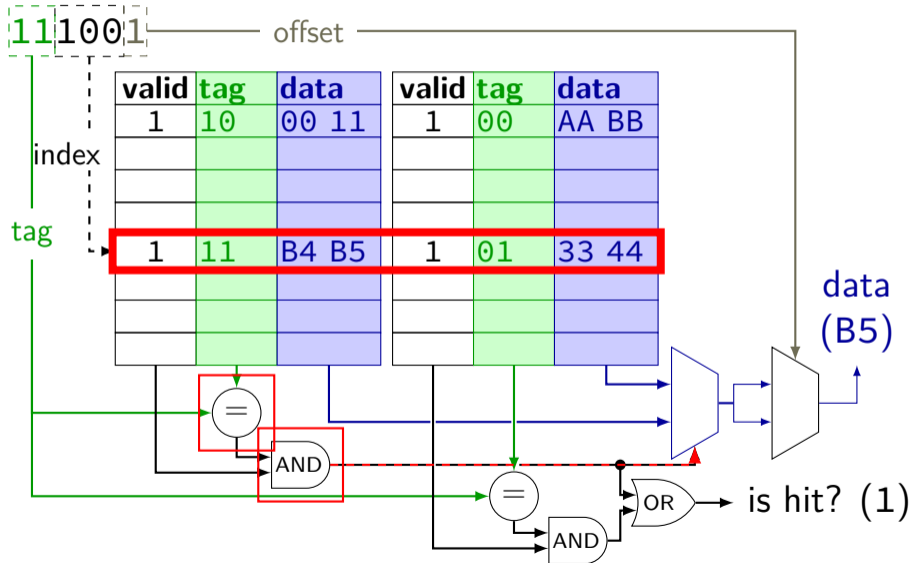 111001
offset
valid tag data valid tag data
1 10 00 11 1 00 AA BB
index
tag
1 11 B4 B5 1 01 33 44
data
(B5)
=
AND
=
OR
is hit? (1)
AND